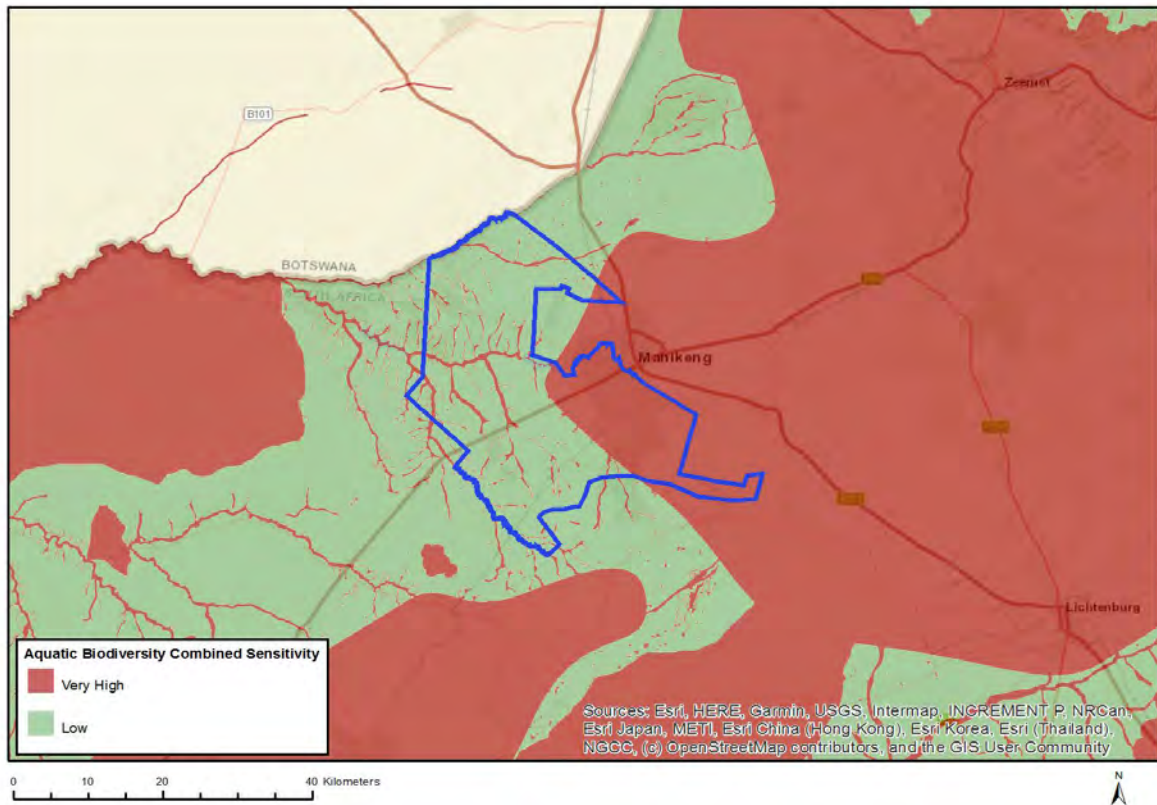 Zeerust
B101
BOTSWANA
SOUTH AFRICA
Mahikeng
Lichtenburg
Aquatic Biodiversity Combined Sensitivity
Very High
Low
Sources: Esri, HERE, Garmin, USGS, Intermap, INCREMENT P, NRCan,
Esri Japan, METI, Esri China (Hong Kong), Esri Korea, Esri (Thailand),
NGCC, (c) OpenStreetMap contributors, and the GIS User Community
0 10 20 40 Kilometers
N